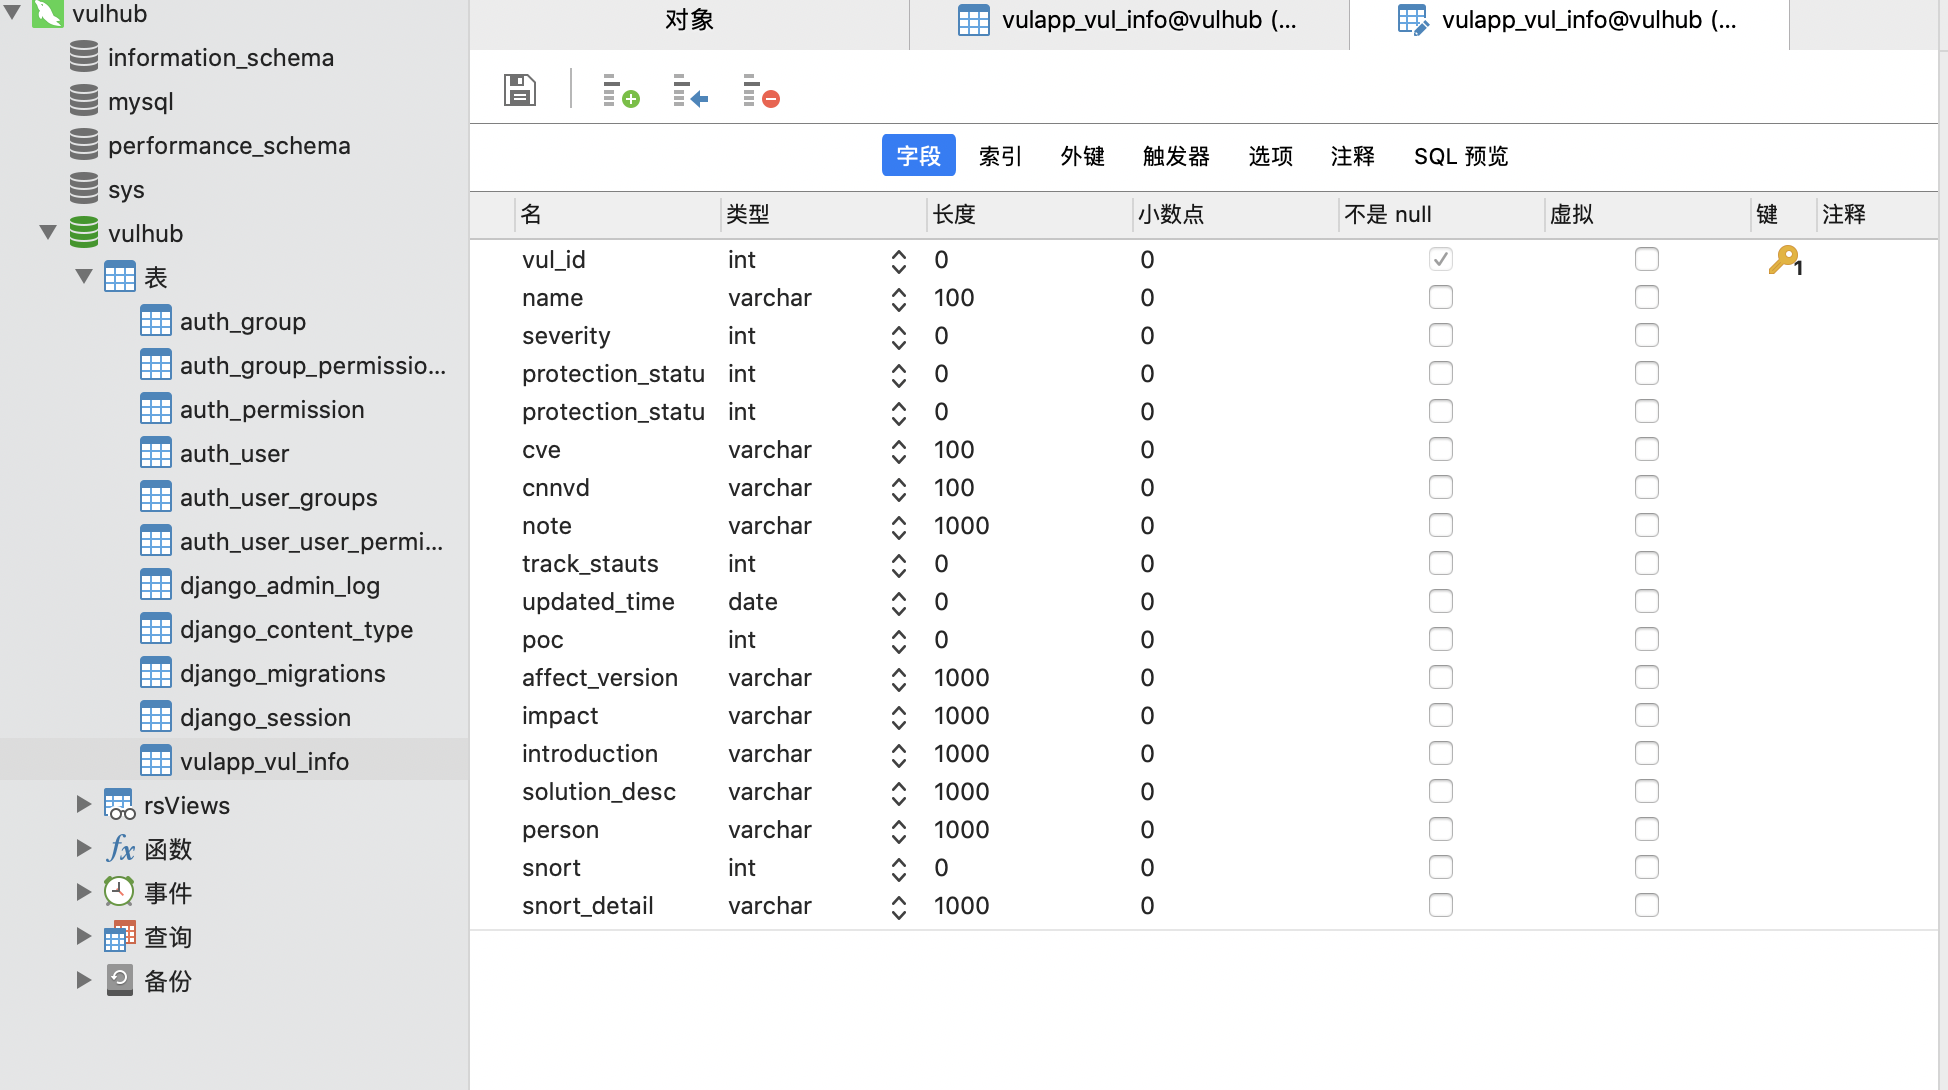 vulhub
information_schema
mysql
performance_schema
sys
vulhub
表
auth_group
auth_group_permissio...
auth_permission
auth_user
auth_user_groups
auth_user_user_permi...
django_admin_log
django_content_type
django_migrations
django_session
vulapp_vul_info
rsViews
函数
事件
查询
备份
对象 vulapp_vul_info@vulhub (... vulapp_vul_info@vulhub (...
字段 索引 外键 触发器 选项 注释 SQL 预览
名 类型 长度 小数点 不是 null 虚拟 键 注释
vul_id int 0 0 1
name varchar 100 0
severity int 0 0
protection_statu int 0 0
protection_statu int 0 0
cve varchar 100 0
cnnvd varchar 100 0
note varchar 1000 0
track_stauts int 0 0
updated_time date 0 0
poc int 0 0
affect_version varchar 1000 0
impact varchar 1000 0
introduction varchar 1000 0
solution_desc varchar 1000 0
person varchar 1000 0
snort int 0 0
snort_detail varchar 1000 0